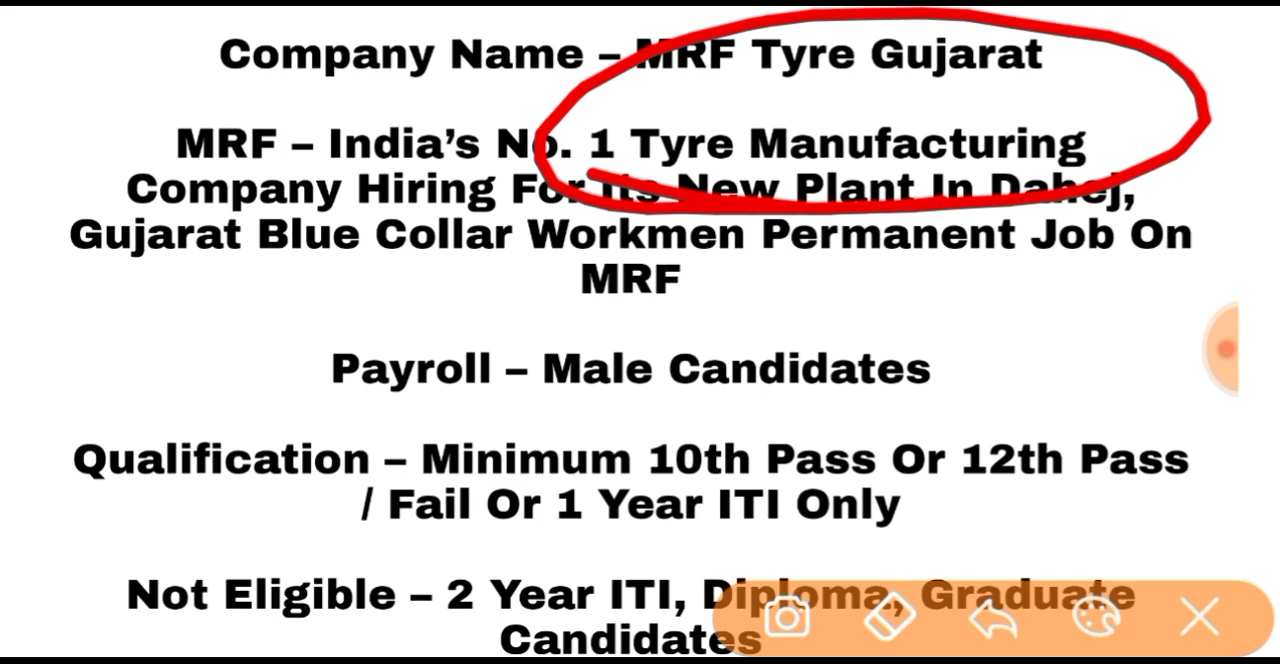 Company Name – MRF Tyre Gujarat
MRF – India’s No. 1 Tyre Manufacturing
Company Hiring For Its New Plant In Dahej,
Gujarat Blue Collar Workmen Permanent Job On
MRF
Payroll – Male Candidates
Qualification – Minimum 10th Pass Or 12th Pass
/ Fail Or 1 Year ITI Only
Not Eligible – 2 Year ITI, Diploma, Graduate
Candidates